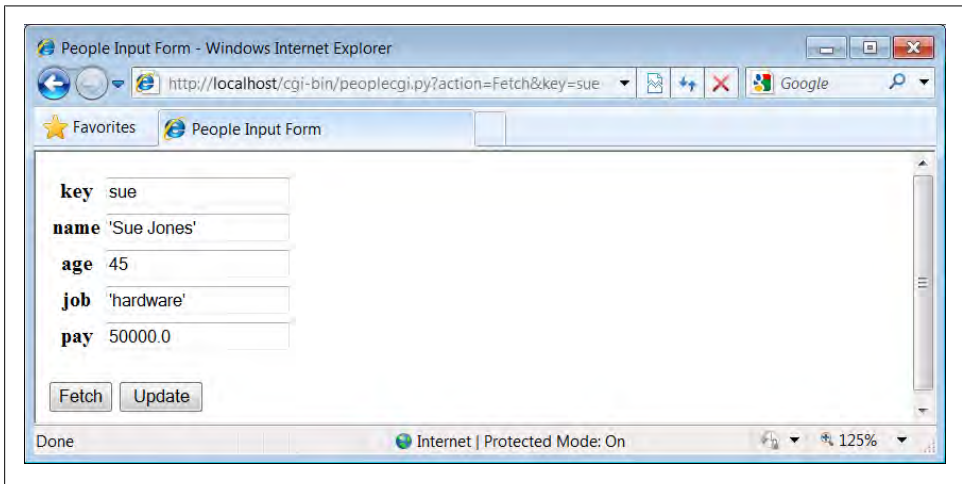 People Input Form - Windows Internet Explorer
http://localhost/cgi-bin/peoplecgi.py?action=Fetch&key=sue
Google
Favorites
People Input Form
key sue
name 'Sue Jones'
age 45
job 'hardware'
pay 50000.0
Fetch Update
Done Internet | Protected Mode: On 125%